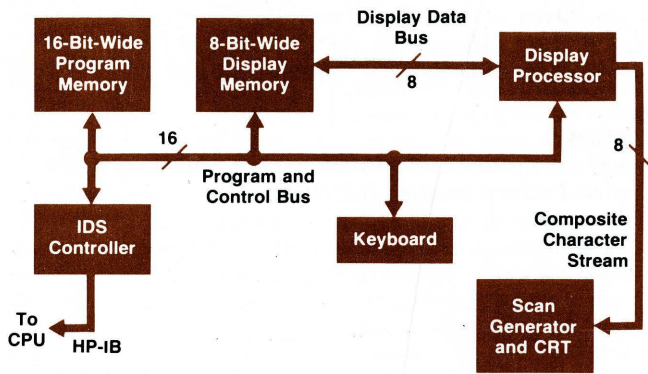 16-Bit-Wide
Program
Memory
8-Bit-Wide
Display
Memory
Display Data
Bus
8
Display
Processor
16
8
Program and
Control Bus
IDS
Controller
Keyboard
Composite
Character
Stream
To
CPU
HP-IB
Scan
Generator
and CRT